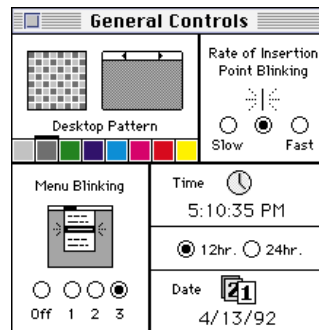 General Controls
Rate of Insertion
Point Blinking
Desktop Pattern
Slow Fast
Menu Blinking
Off 1 2 3
Time
5:10:35 PM
12hr. 24hr.
Date 21
4/13/92